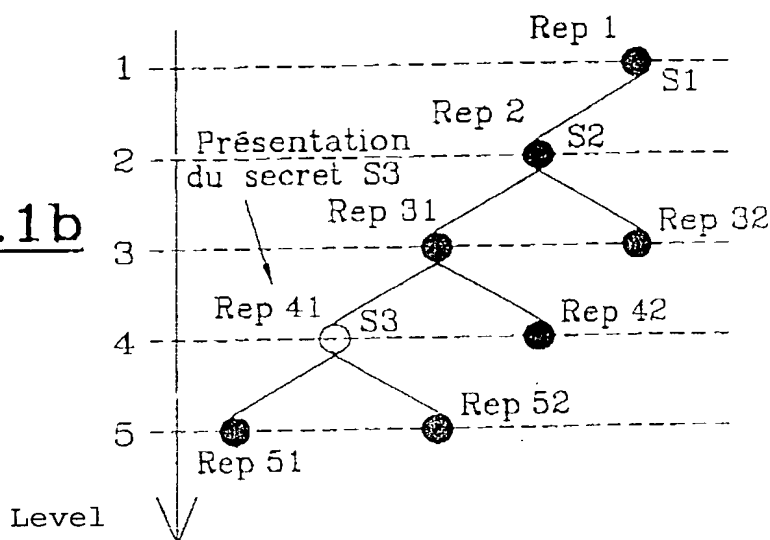 Rep 1
1
S1
Rep 2
S2
2
Présentation
du secret S3
.1b
Rep 31
Rep 32
3
Rep 41
S3
Rep 42
4
Rep 52
5
Rep 51
Level